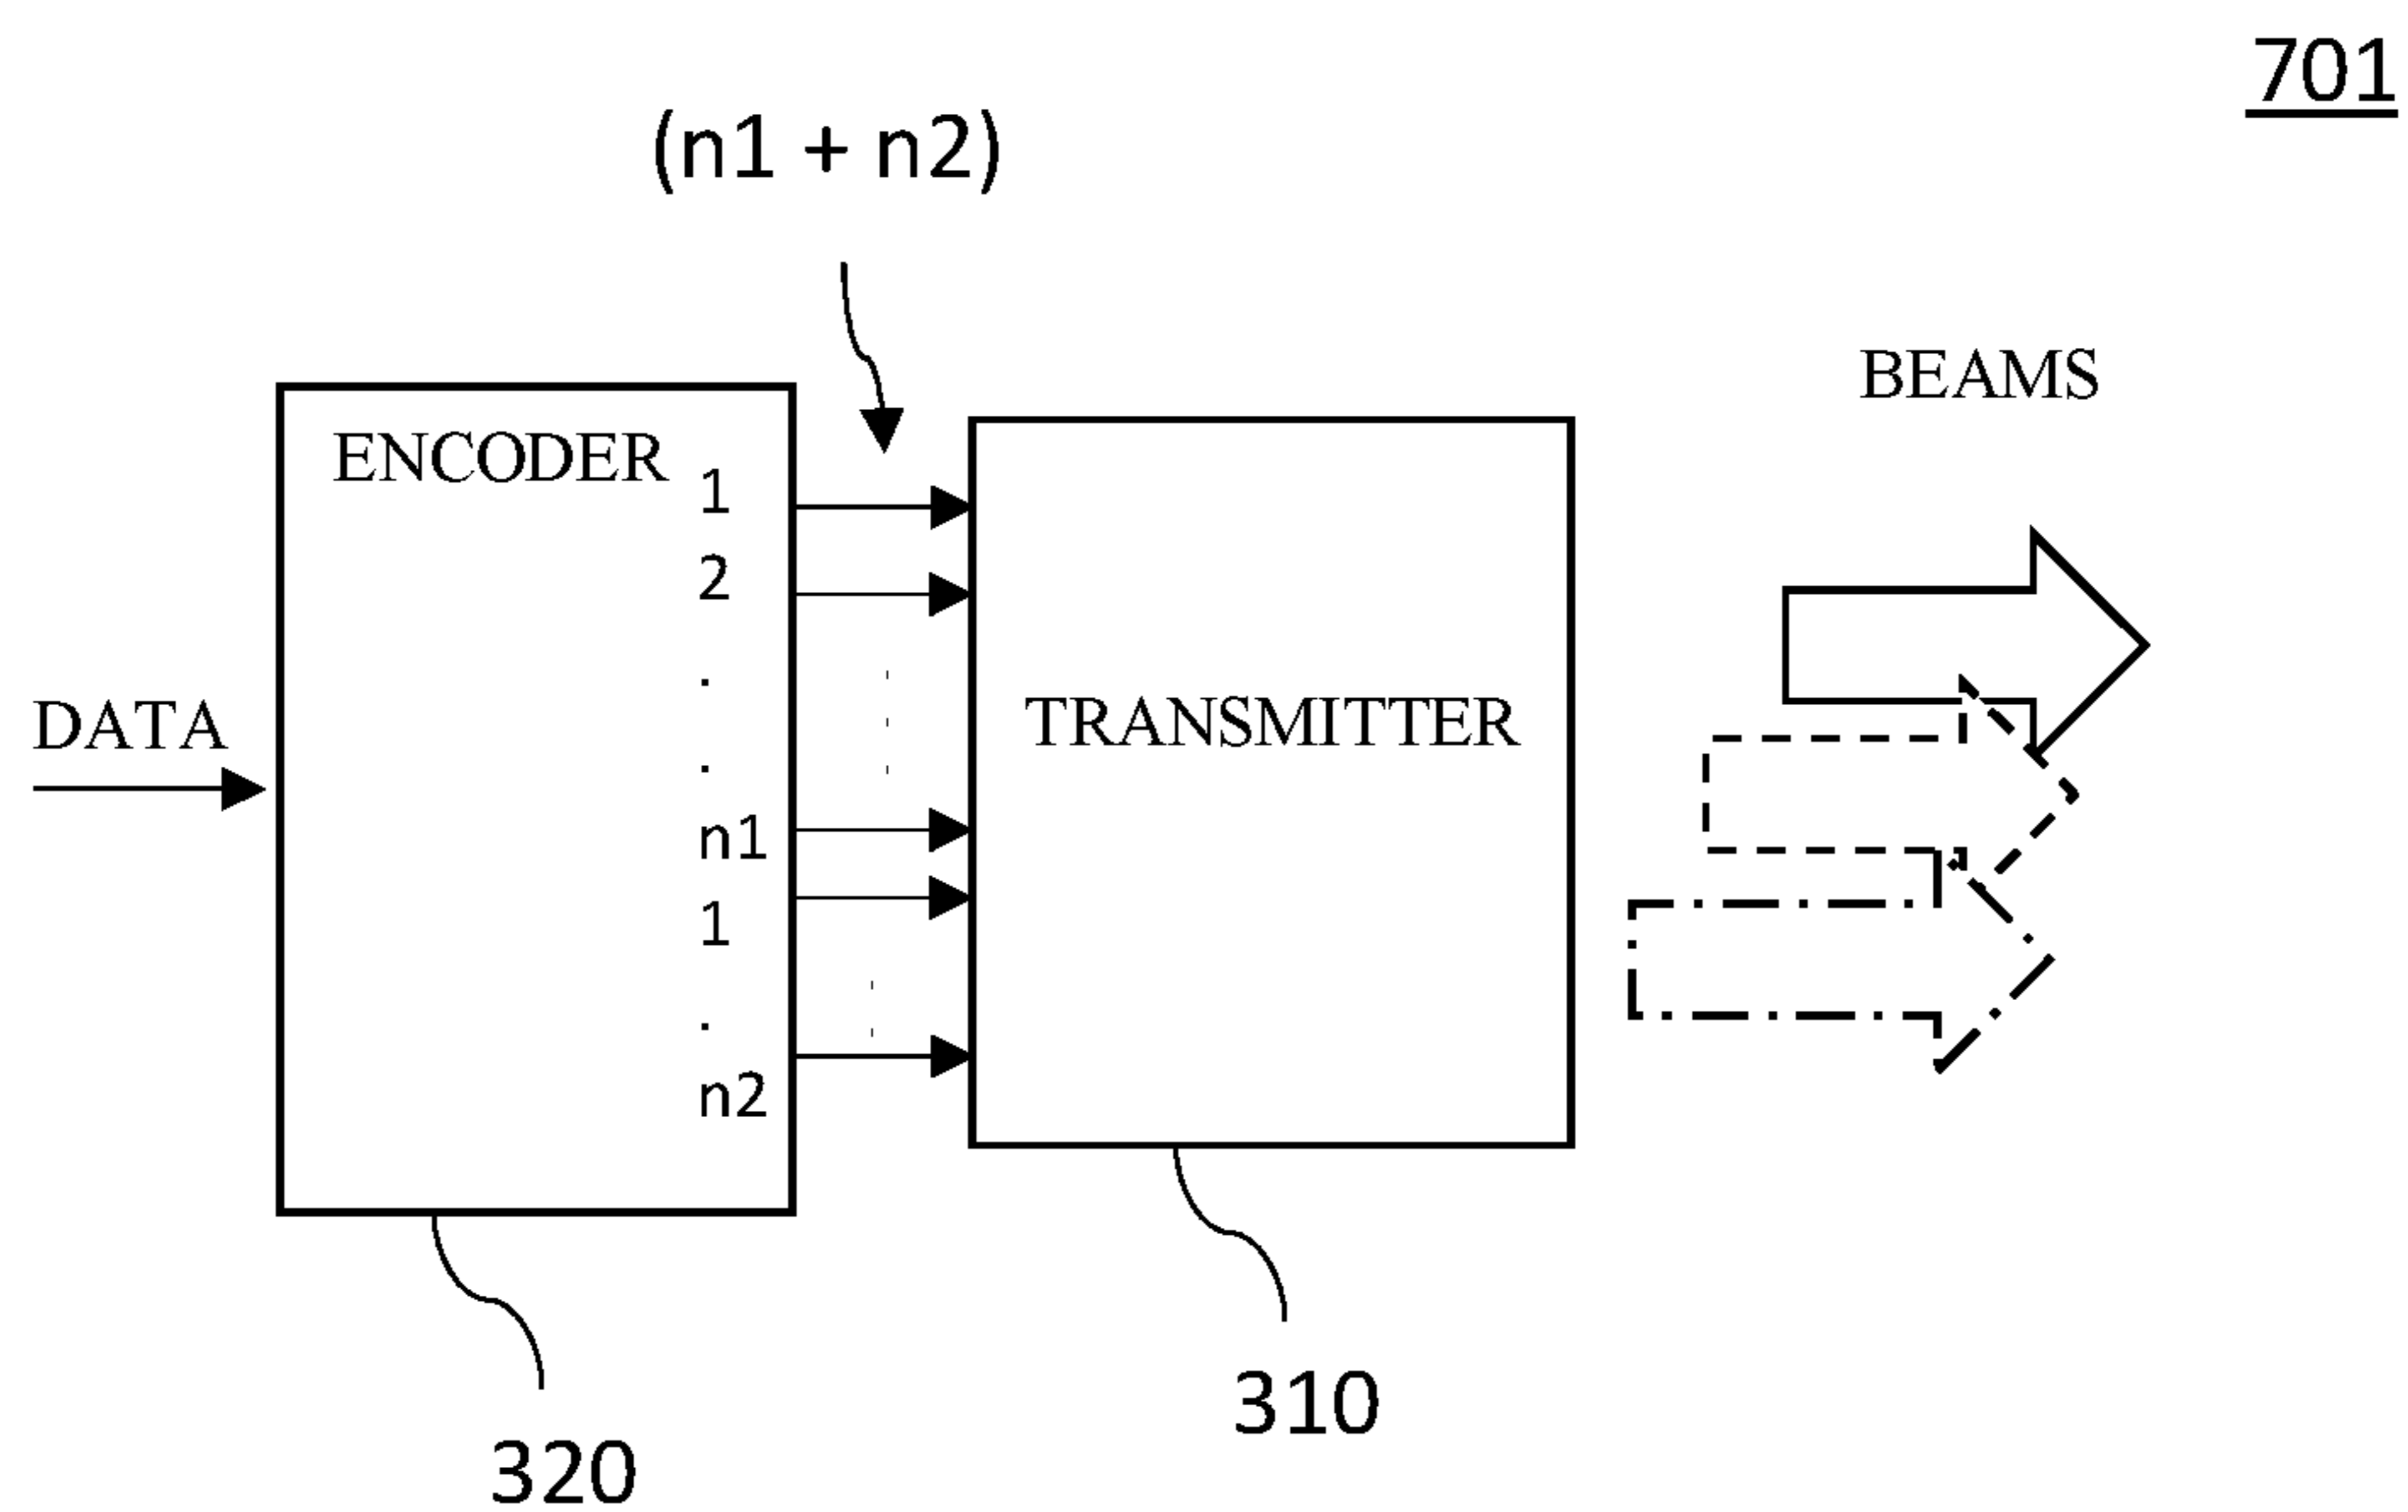 701
(n1 + n2)
BEAMS
ENCODER
1
2
.
.
n1
1
.
n2
DATA
TRANSMITTER
310
320